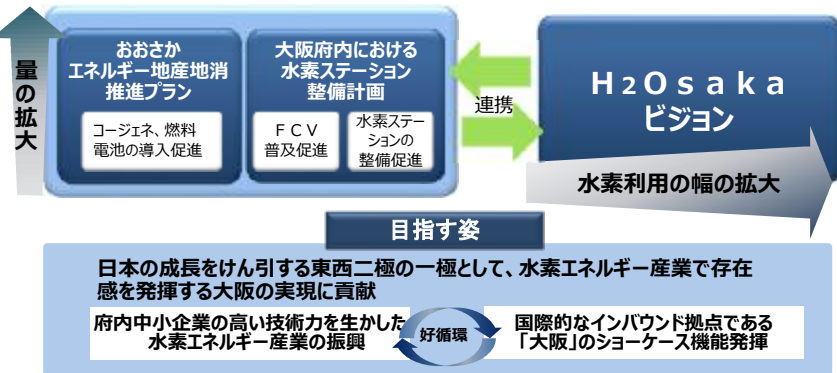 量の拡大
おおさか
エネルギー地産地消
推進プラン
コージェネ、燃料
電池の導入促進
大阪府内における
水素ステーション
整備計画
ＦＣＶ
普及促進
水素ステー
ションの
整備促進
連携
Ｈ２Ｏｓａｋａ
ビジョン
水素利用の幅の拡大
目指す姿
日本の成長をけん引する東西二極の一極として、水素エネルギー産業で存在
感を発揮する大阪の実現に貢献
府内中小企業の高い技術力を生かした
水素エネルギー産業の振興
好循環
国際的なインバウンド拠点である
「大阪」のショーケース機能発揮